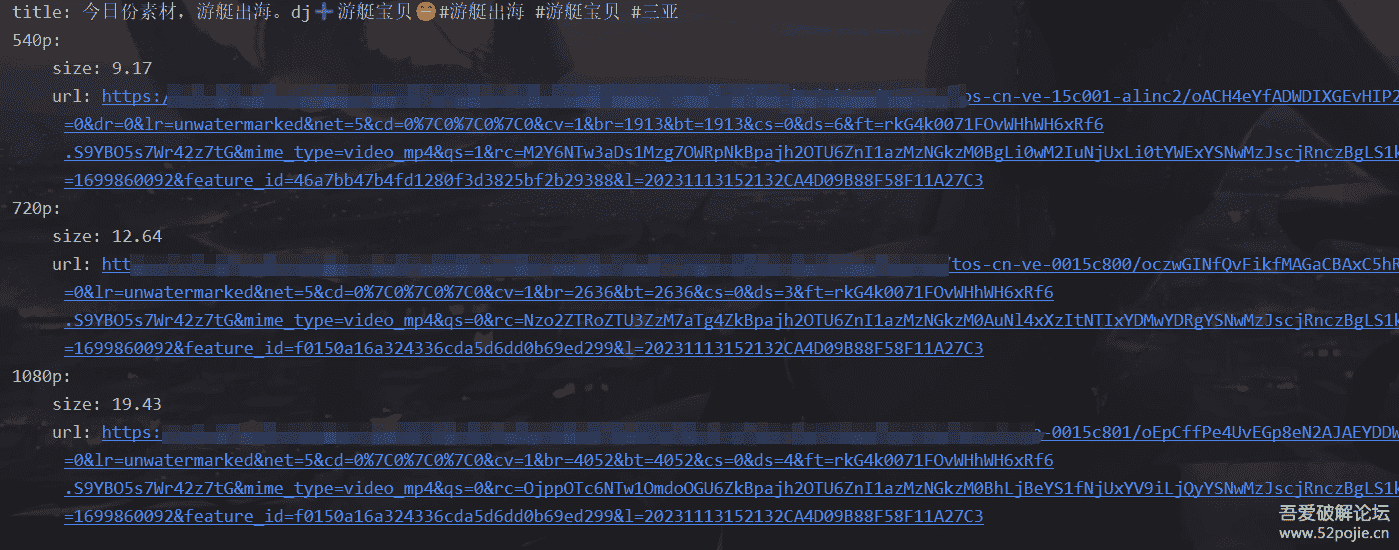 title: 今日份素材，游艇出海。dj➕游艇宝贝😊#游艇出海 #游艇宝贝 #三亚
540p:
size: 9.17
url: https:/ os-cn-ve-15c001-alinc2/oACH4eYfADWDIXGEvHIP2
=0&dr=0&lr=unwatermarked&net=5&cd=0%7C0%7C0%7C0&cv=1&br=1913&bt=1913&cs=0&ds=6&ft=rkG4k0071FOvWHhWH6xRf6
.S9YBO5s7Wr42z7tG&mime_type=video_mp4&qs=1&rc=M2Y6NTw3aDs1Mzg7OWRpNkBpajh2OTU6ZnI1azMzNGkzM0BgLi0wM2IuNjUxLi0tYWExYSNwMzJscjRnczBgLS1k
=1699860092&feature_id=46a7bb47b4fd1280f3d3825bf2b29388&l=20231113152132CA4D09B88F58F11A27C3
720p:
size: 12.64
url: htt /tos-cn-ve-0015c800/oczwGINfQvFikfMAGaCBAxC5hR
=0&lr=unwatermarked&net=5&cd=0%7C0%7C0%7C0&cv=1&br=2636&bt=2636&cs=0&ds=3&ft=rkG4k0071FOvWHhWH6xRf6
.S9YBO5s7Wr42z7tG&mime_type=video_mp4&qs=0&rc=Nzo2ZTRoZTU3ZzM7aTg4ZkBpajh2OTU6ZnI1azMzNGkzM0AuNl4xXzItNTIxYDMwYDRgYSNwMzJscjRnczBgLS1k
=1699860092&feature_id=f0150a16a324336cda5d6dd0b69ed299&l=20231113152132CA4D09B88F58F11A27C3
1080p:
size: 19.43
url: https: -0015c801/oEpCffPe4UvEGp8eN2AJAEYDDW
=0&lr=unwatermarked&net=5&cd=0%7C0%7C0%7C0&cv=1&br=4052&bt=4052&cs=0&ds=4&ft=rkG4k0071FOvWHhWH6xRf6
.S9YBO5s7Wr42z7tG&mime_type=video_mp4&qs=0&rc=OjppOTc6NTw1OmdoOGU6ZkBpajh2OTU6ZnI1azMzNGkzM0BhLjBeYS1fNjUxYV9iLjQyYSNwMzJscjRnczBgLS1k
=1699860092&feature_id=f0150a16a324336cda5d6dd0b69ed299&l=20231113152132CA4D09B88F58F11A27C3
吾爱破解论坛
www.52pojie.cn